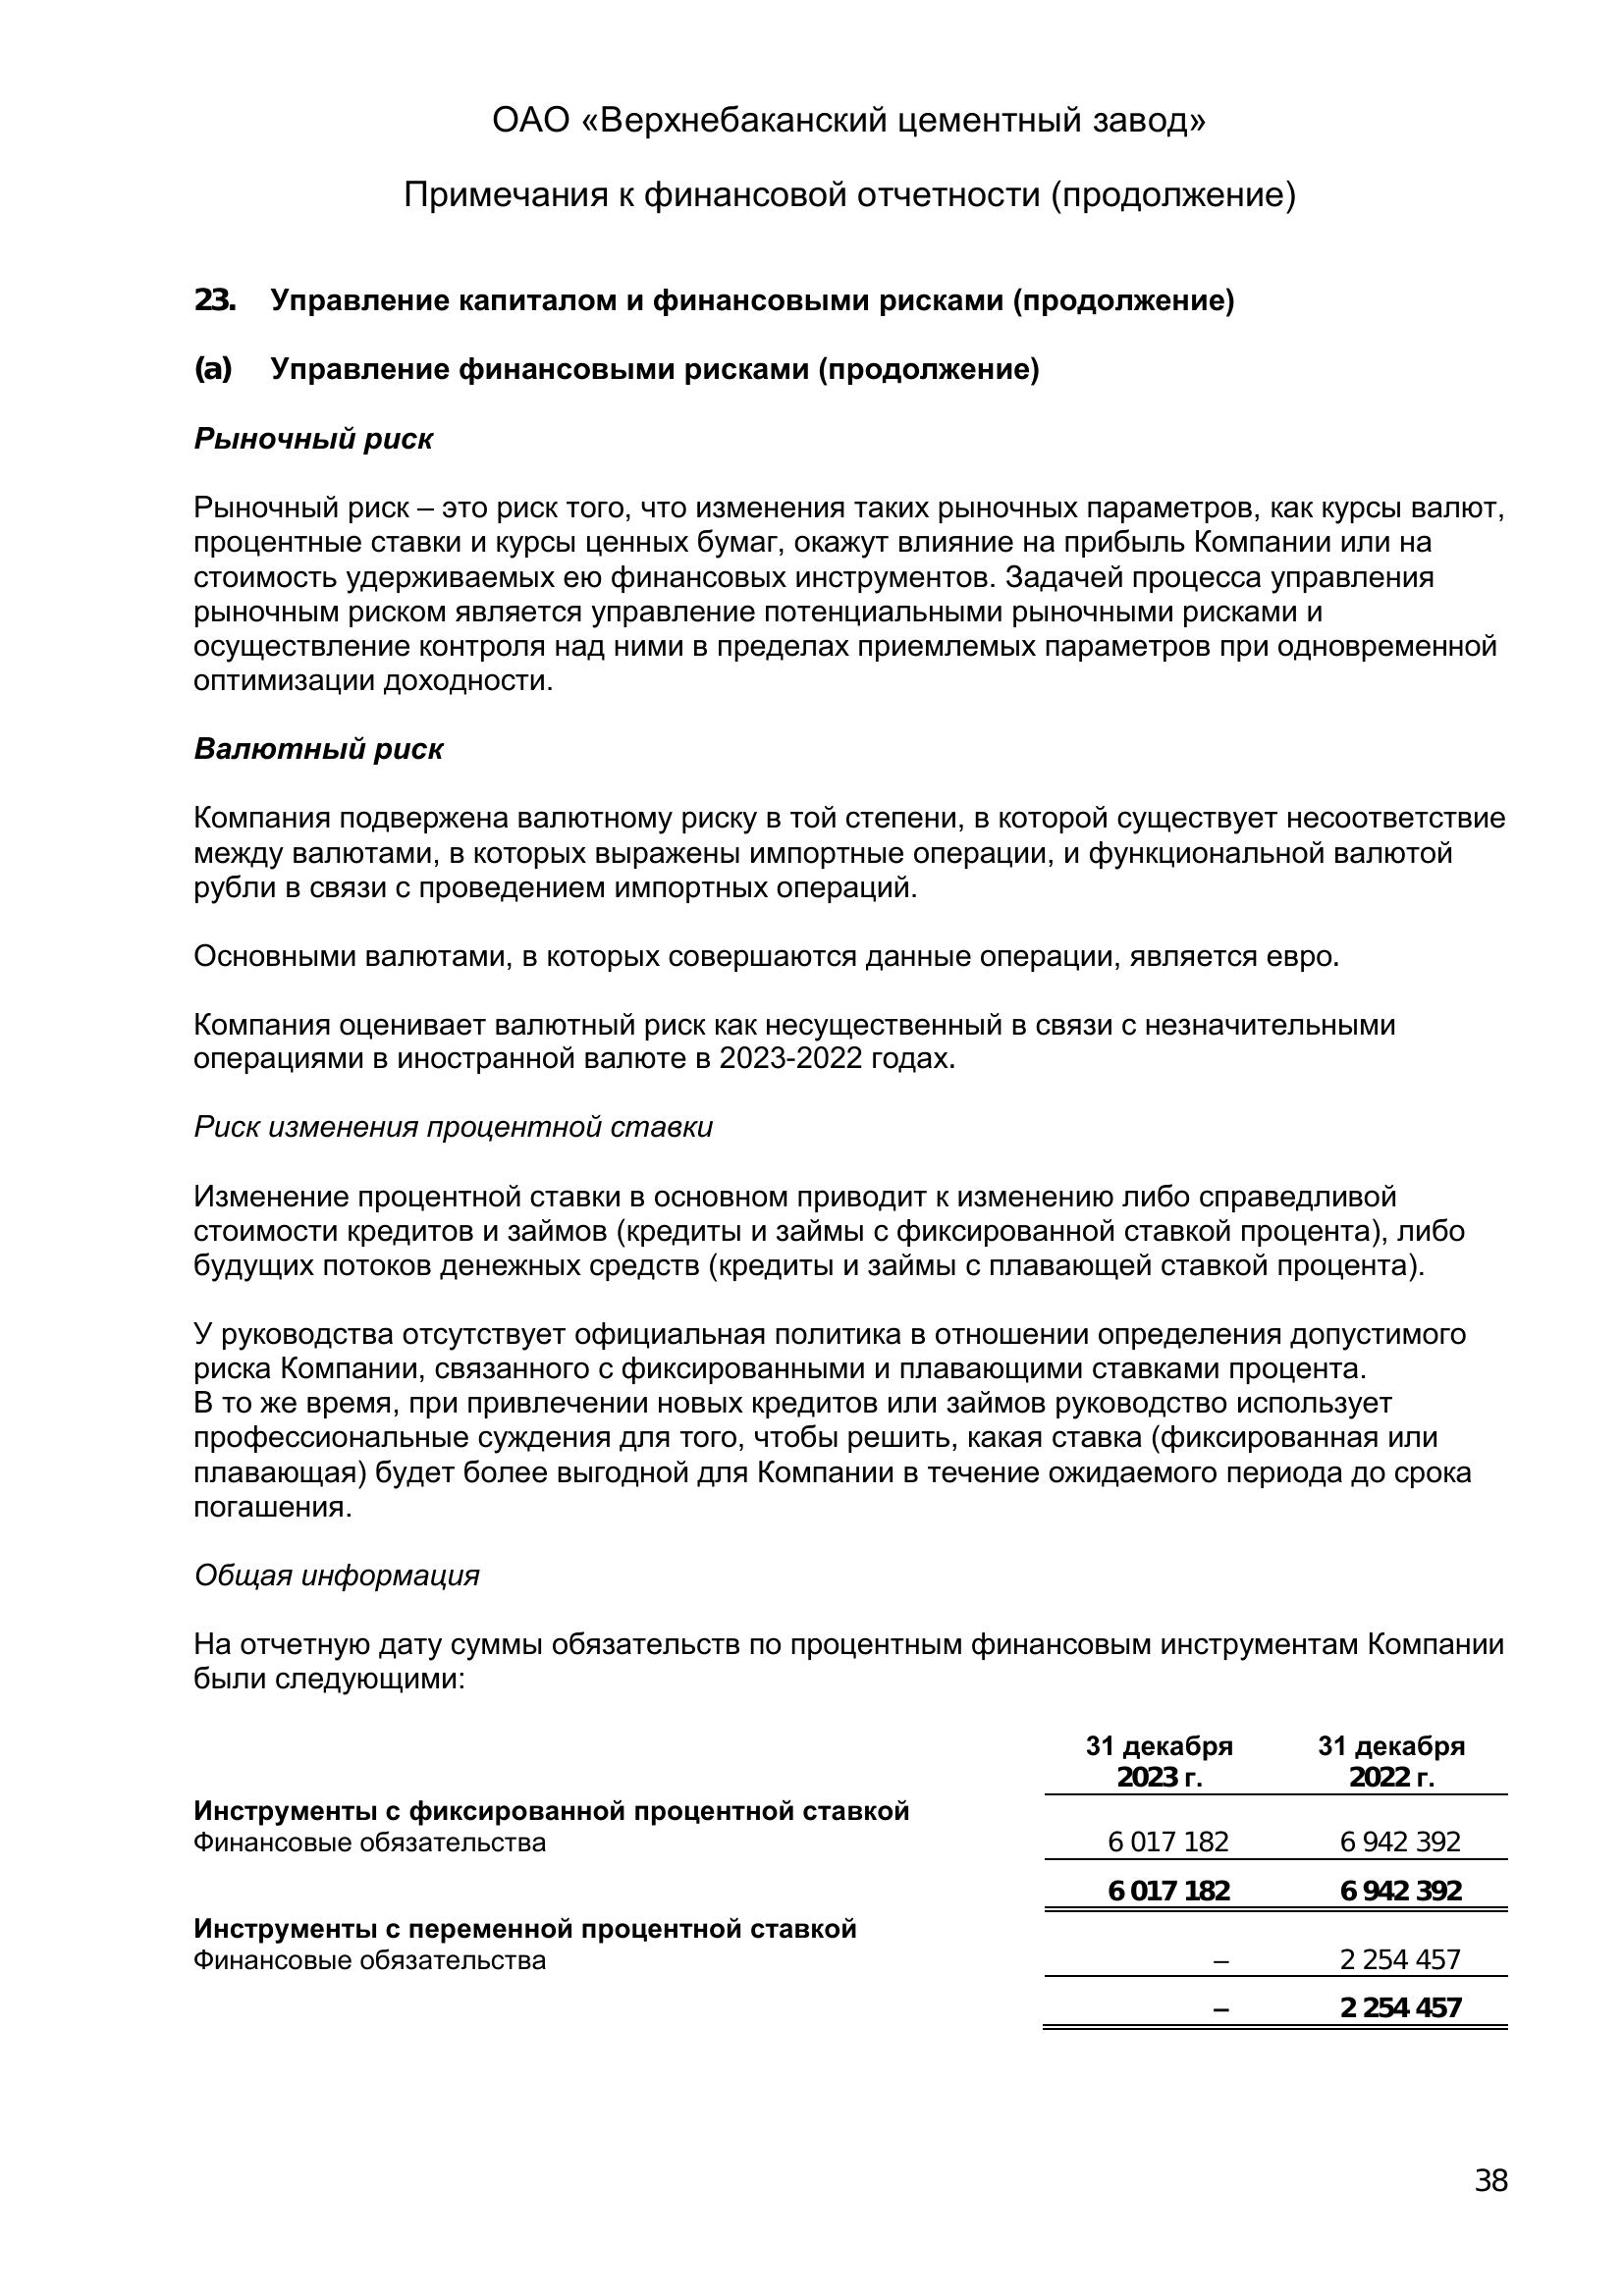 ОАО «Верхнебаканский цементный завод»
Примечания к финансовой отчетности (продолжение)
23. Управление капиталом и финансовыми рисками (продолжение)
(а) Управление финансовыми рисками (продолжение)
Рыночный риск
Рыночный риск – это риск того, что изменения таких рыночных параметров, как курсы валют,
процентные ставки и курсы ценных бумаг, окажут влияние на прибыль Компании или на
стоимость удерживаемых ею финансовых инструментов. Задачей процесса управления
рыночным риском является управление потенциальными рыночными рисками и
осуществление контроля над ними в пределах приемлемых параметров при одновременной
оптимизации доходности.
Валютный риск
Компания подвержена валютному риску в той степени, в которой существует несоответствие
между валютами, в которых выражены импортные операции, и функциональной валютой
рубли в связи с проведением импортных операций.
Основными валютами, в которых совершаются данные операции, является евро.
Компания оценивает валютный риск как несущественный в связи с незначительными
операциями в иностранной валюте в 2023-2022 годах.
Риск изменения процентной ставки
Изменение процентной ставки в основном приводит к изменению либо справедливой
стоимости кредитов и займов (кредиты и займы с фиксированной ставкой процента), либо
будущих потоков денежных средств (кредиты и займы с плавающей ставкой процента).
У руководства отсутствует официальная политика в отношении определения допустимого
риска Компании, связанного с фиксированными и плавающими ставками процента.
В то же время, при привлечении новых кредитов или займов руководство использует
профессиональные суждения для того, чтобы решить, какая ставка (фиксированная или
плавающая) будет более выгодной для Компании в течение ожидаемого периода до срока
погашения.
Общая информация
На отчетную дату суммы обязательств по процентным финансовым инструментам Компании
были следующими:
31 декабря 31 декабря
2023 г. 2022 г.
Инструменты с фиксированной процентной ставкой
Финансовые обязательства 6 017 182 6 942 392
6 017 182 6 942 392
Инструменты с переменной процентной ставкой
Финансовые обязательства – 2 254 457
– 2 254 457
38